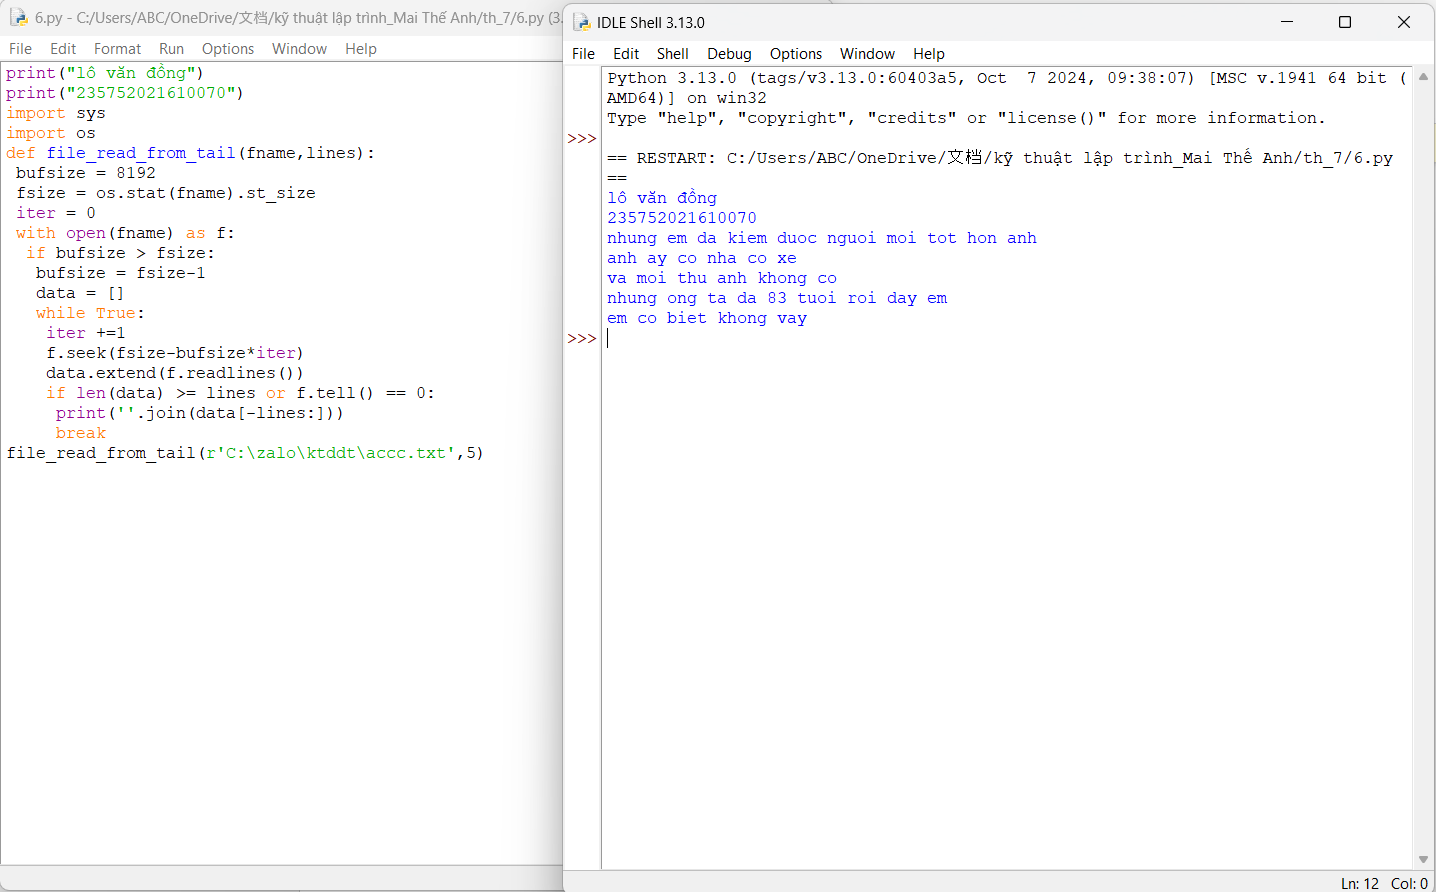 6.py - C:/Users/ABC/OneDrive/文档/kỹ thuật lập trình_Mai Thế Anh/th_7/6.py (3.
File Edit Format Run Options Window Help
print("lô văn đồng")
print("235752021610070")
import sys
import os
def file_read_from_tail(fname,lines):
 bufsize = 8192
 fsize = os.stat(fname).st_size
 iter = 0
 with open(fname) as f:
  if bufsize > fsize:
   bufsize = fsize-1
   data = []
   while True:
    iter +=1
    f.seek(fsize-bufsize*iter)
    data.extend(f.readlines())
    if len(data) >= lines or f.tell() == 0:
     print(''.join(data[-lines:]))
     break
file_read_from_tail(r'C:\zalo\ktddt\accc.txt',5)
IDLE Shell 3.13.0
File Edit Shell Debug Options Window Help
Python 3.13.0 (tags/v3.13.0:60403a5, Oct  7 2024, 09:38:07) [MSC v.1941 64 bit (
AMD64)] on win32
Type "help", "copyright", "credits" or "license()" for more information.
>>>
== RESTART: C:/Users/ABC/OneDrive/文档/kỹ thuật lập trình_Mai Thế Anh/th_7/6.py
==
lô văn đồng
235752021610070
nhung em da kiem duoc nguoi moi tot hon anh
anh ay co nha co xe
va moi thu anh khong co
nhung ong ta da 83 tuoi roi day em
em co biet khong vay
>>>
Ln: 12 Col: 0